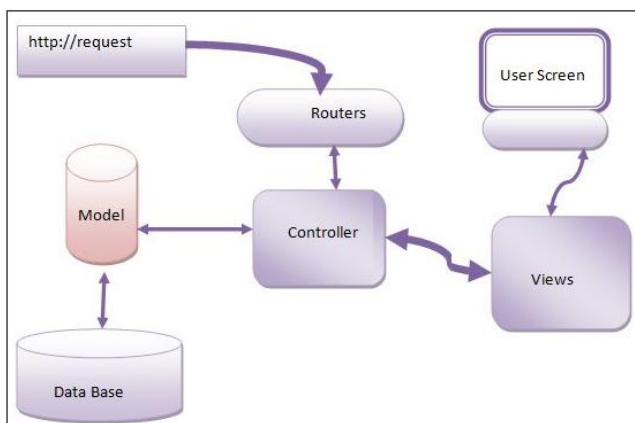 http://request
User Screen
Routers
Model
Controller
Views
Data Base